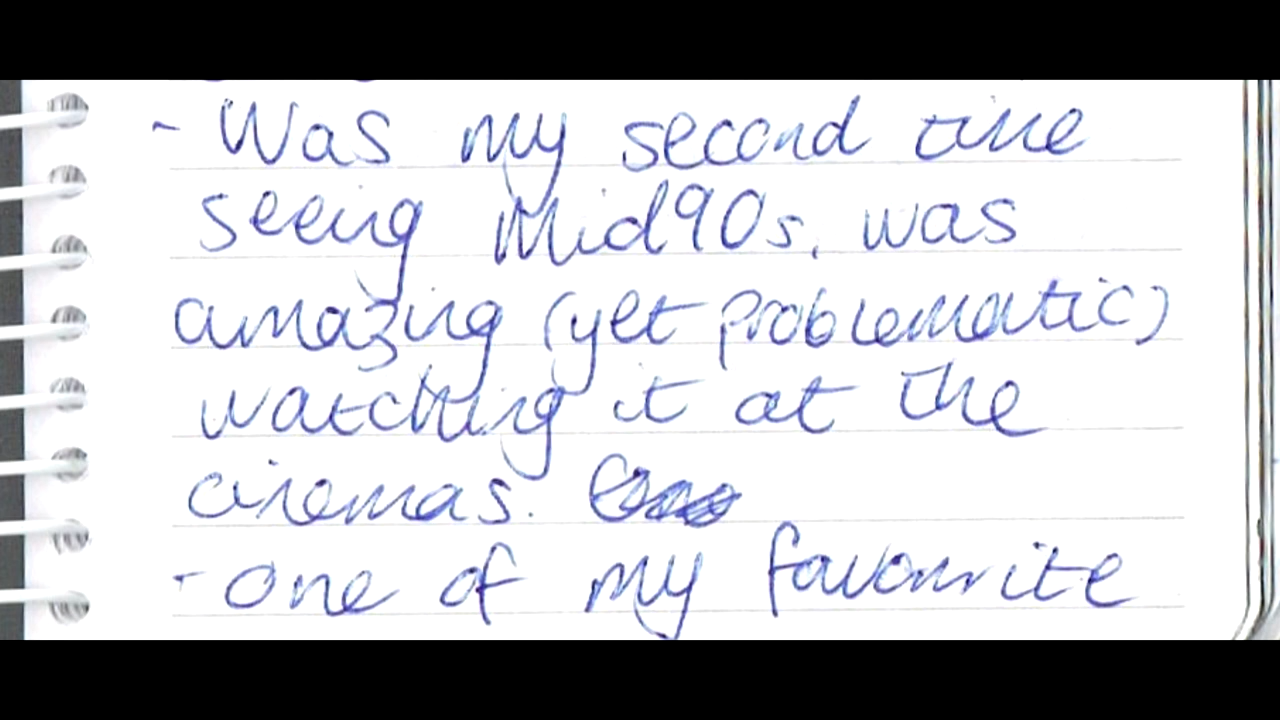 - Was my second time
seeing Mid90s. was
amazing (yet problematic)
watching it at the
cinemas.
- One of my favourite